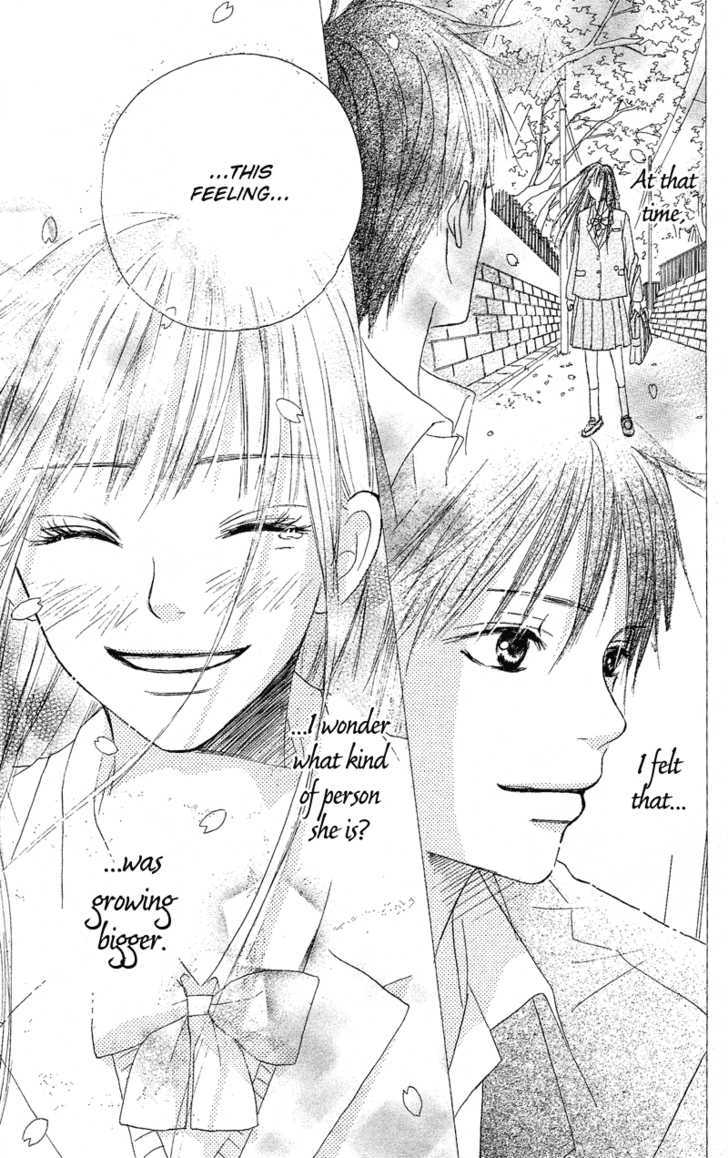 At that
time,
I felt
that...
...THIS
FEELING...
...I wonder
what kind
of person
she is?
...was
growing
bigger.